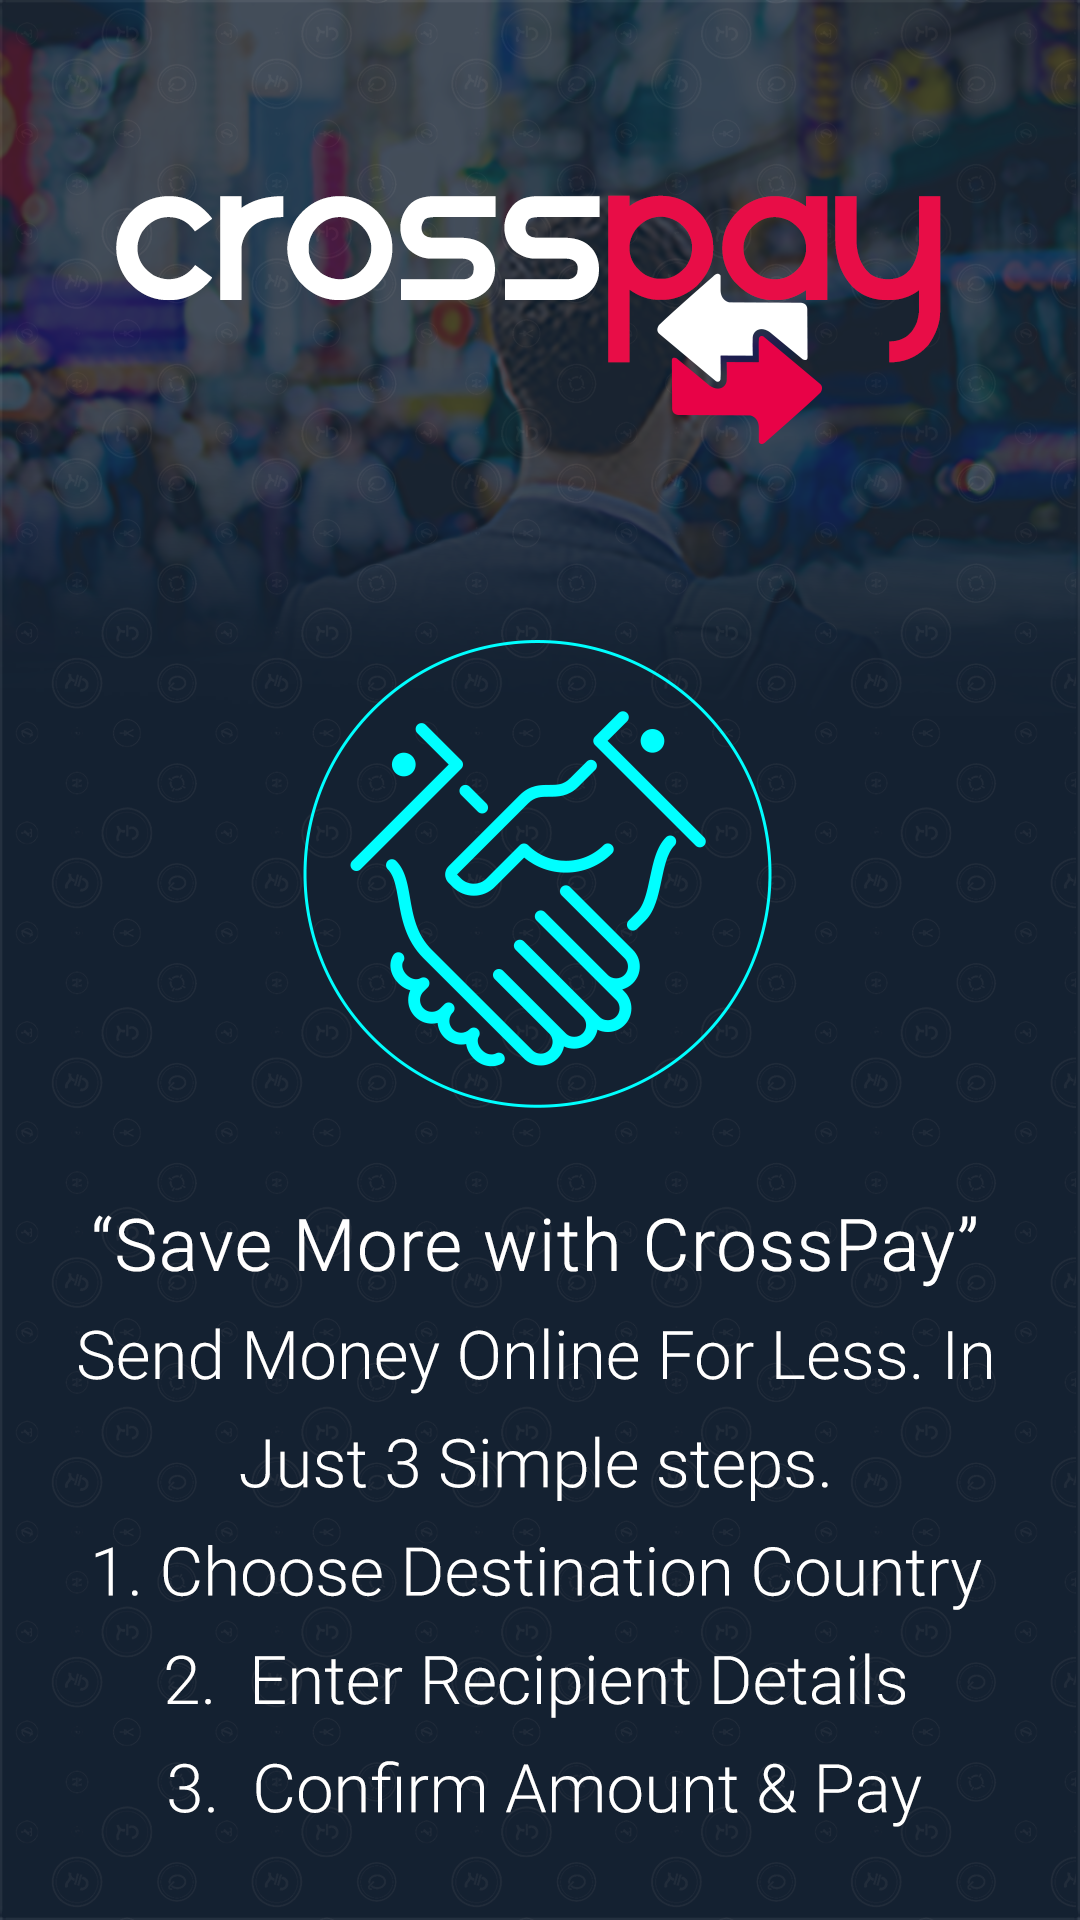 crosspay
“Save More with CrossPay”
Send Money Online For Less. In
Just 3 Simple steps.
1. Choose Destination Country
2. Enter Recipient Details
3. Confirm Amount & Pay